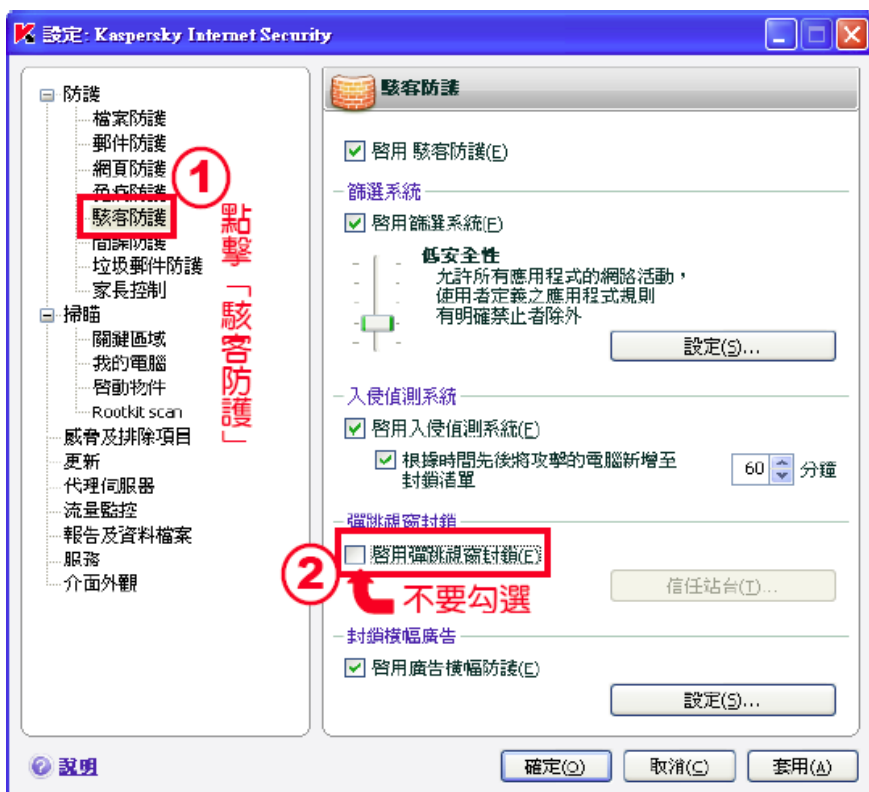 設定: Kaspersky Internet Security
防護
檔案防護
郵件防護
網頁防護
危病防護
駭客防護
間諜防護
垃圾郵件防護
家長控制
掃瞄
關鍵區域
我的電腦
啓動物件
Rootkit scan
威脅及排除項目
更新
代理伺服器
流量監控
報告及資料檔案
服務
介面外觀
1
點擊「駭客防護」
駭客防護
啓用 駭客防護(E)
篩選系統
啓用篩選系統(E)
低安全性
允許所有應用程式的網路活動，
使用者定義之應用程式規則
有明確禁止者除外
設定(S)...
入侵偵測系統
啓用入侵偵測系統(E)
根據時間先後將攻擊的電腦新增至
封鎖清單
60 分鐘
彈跳視窗封鎖
2
啓用彈跳視窗封鎖(E)
不要勾選
信任站台(T)...
封鎖橫幅廣告
啓用廣告橫幅防護(E)
設定(S)...
說明
確定(O)
取消(C)
套用(A)